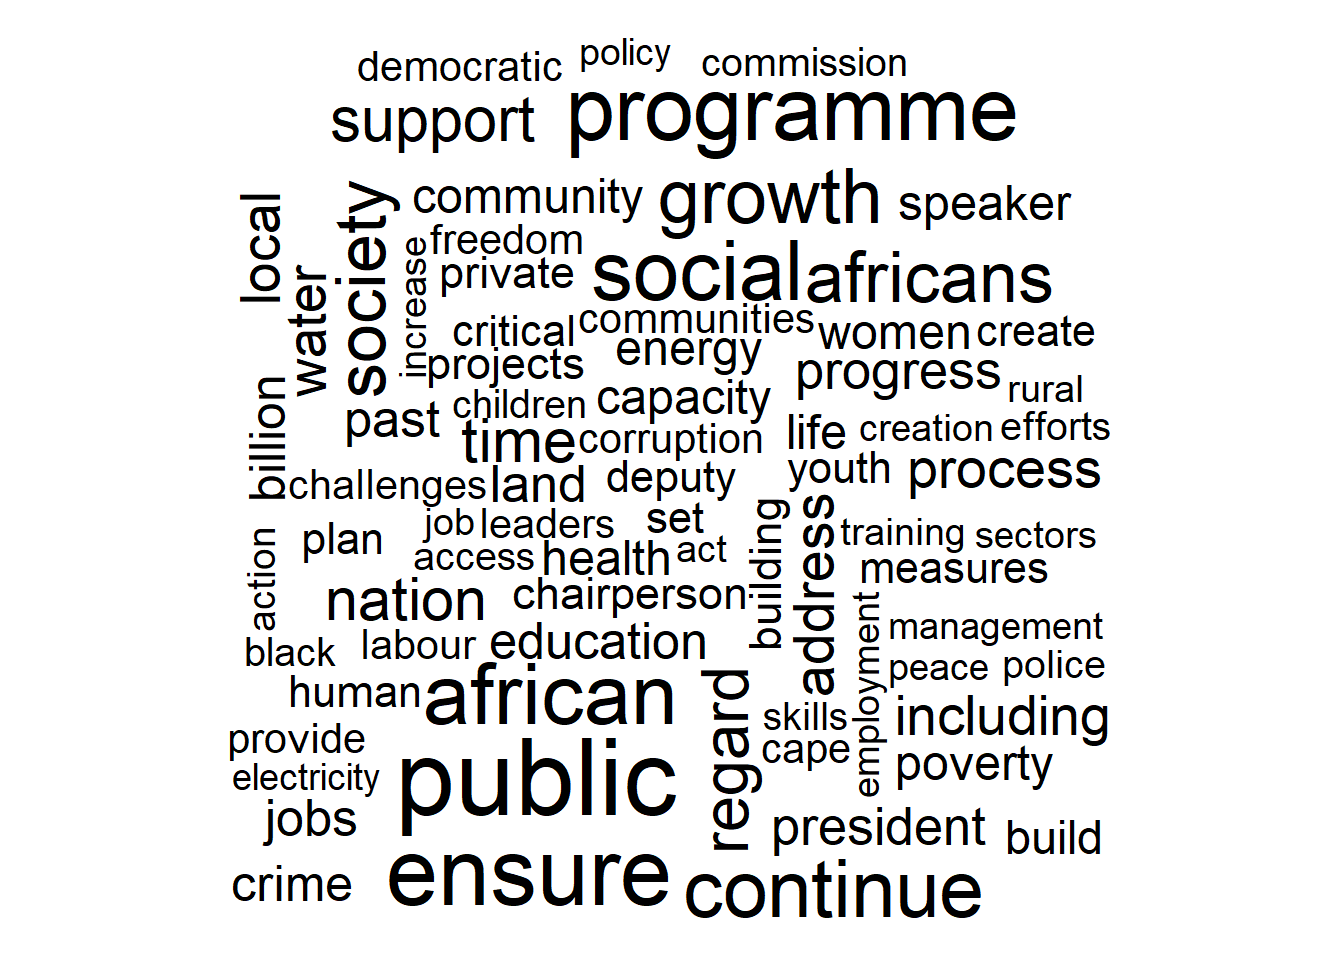 democratic policy commission
support programme
local society community growth speaker
water increase freedom
private social africans
critical communities women create
projects energy progress rural
billion past children capacity
time corruption life creation efforts
challenges land deputy youth process
action plan job leaders set building address training sectors
access health act measures
nation chairperson employment management
black labour education peace police
human african regard skills including
provide public cape poverty
electricity
jobs president build
crime ensure continue